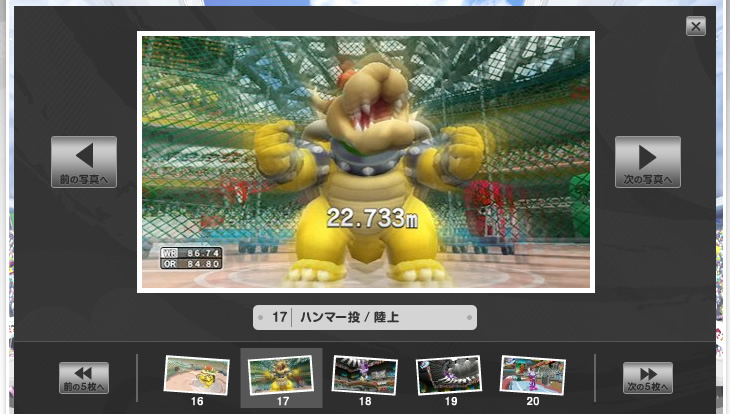 前の写真へ
次の写真へ
22.733m
WR 86.74
OR 84.80
17 ハンマー投 / 陸上
前の5枚へ
16
17
18
19
20
次の5枚へ